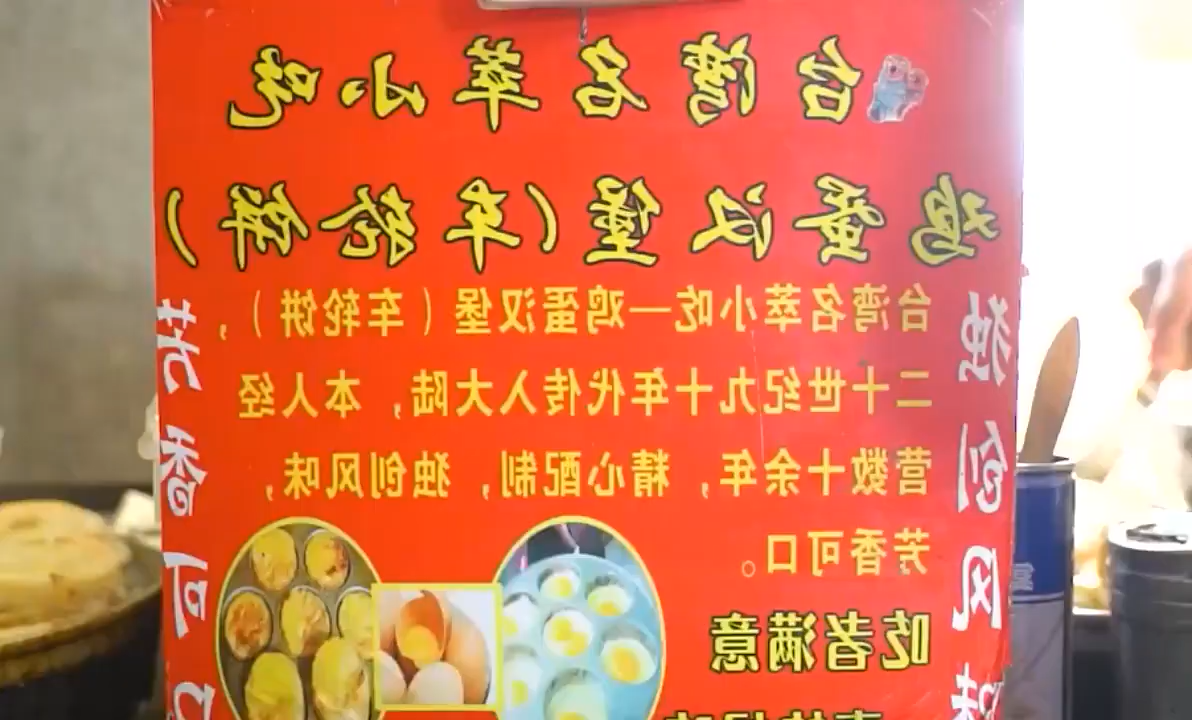 台湾名萃小吃
鸡蛋汉堡(车轮饼)
台湾名萃小吃一鸡蛋汉堡(车轮饼),
二十世纪九十年代传入大陆,本人经
营数十余年,精心配制,独创风味,
芳香可口。
吃者满意
独创风味
芳香可口